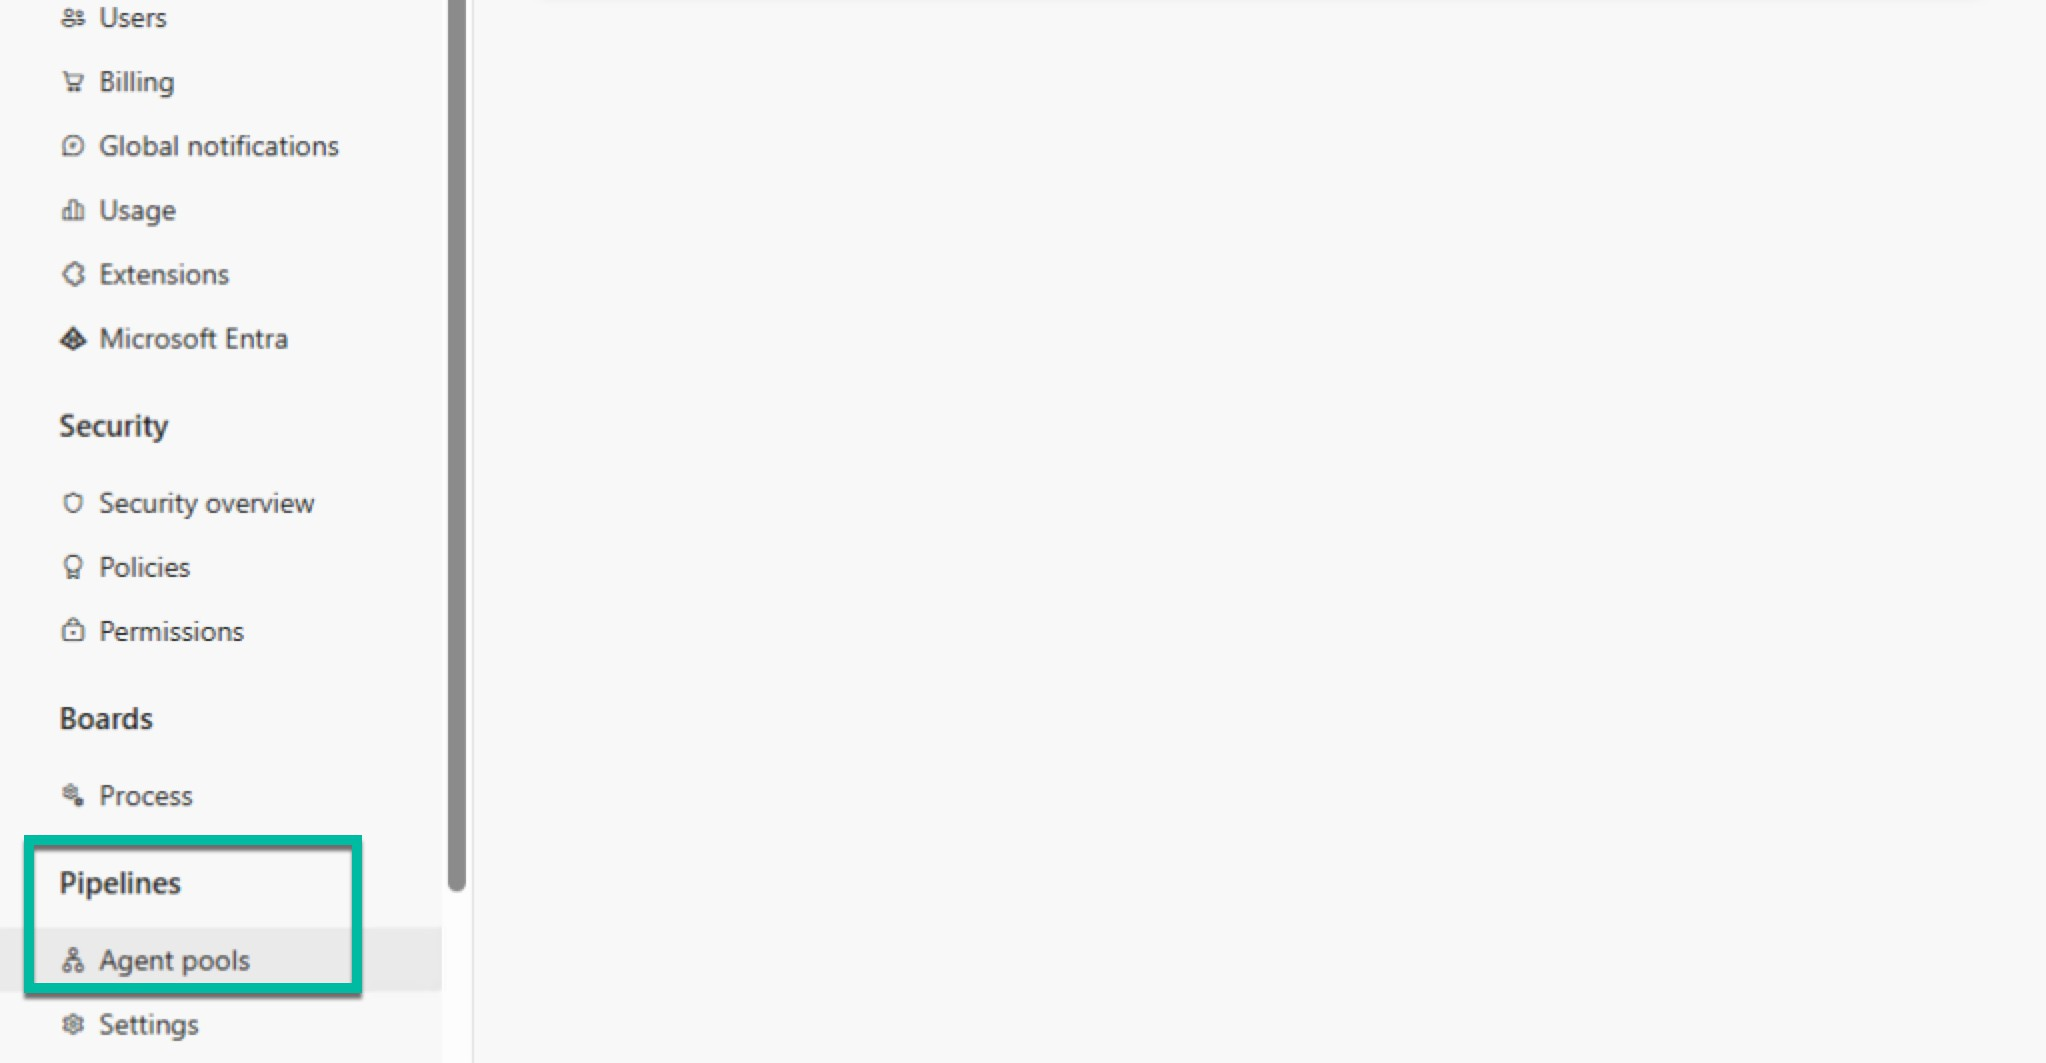 Users
Billing
Global notifications
Usage
Extensions
Microsoft Entra
Security
Security overview
Policies
Permissions
Boards
Process
Pipelines
Agent pools
Settings